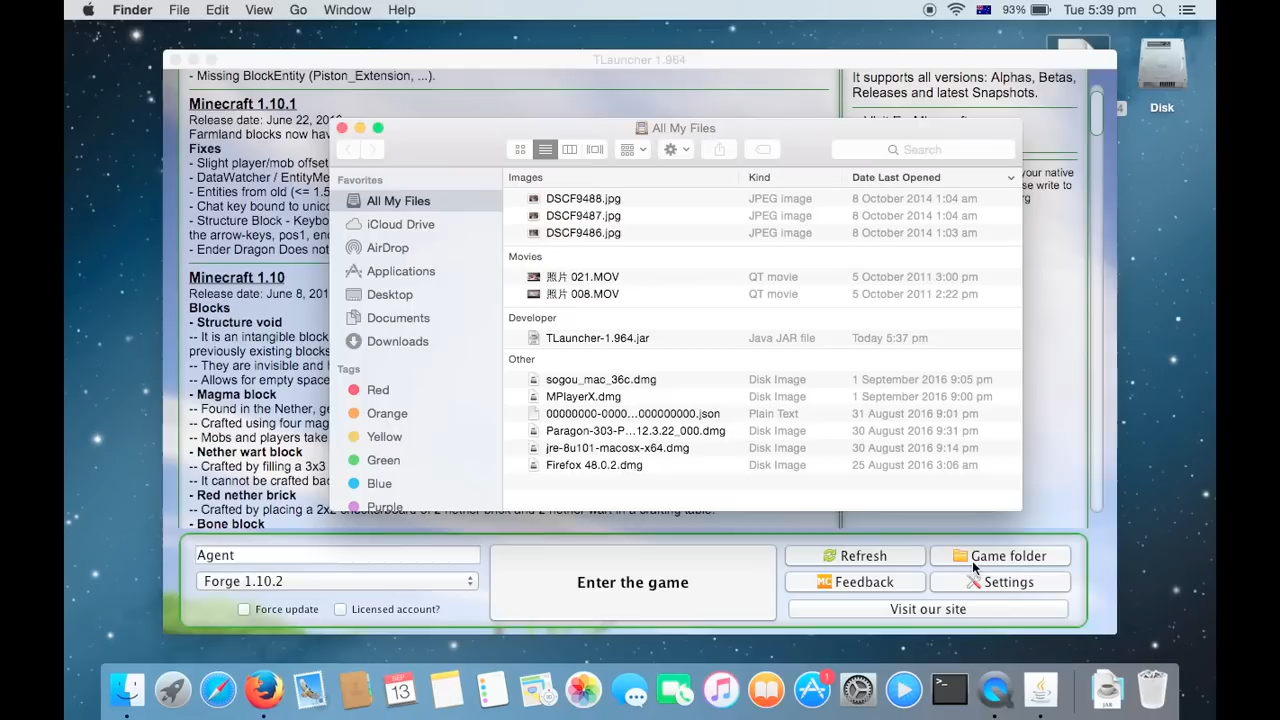 Finder File Edit View Go Window Help 93% Tue 5:39 pm
TLauncher 1.964
- Missing BlockEntity (Piston_Extension, ...).
Minecraft 1.10.1
Release date: June 22,
Farmland blocks now
Fixes
- Slight player/mob offset
- DataWatcher /
- Entities from old (<= 1.5
- Chat key bound to
- Structure Block -
the arrow-keys, pos1,
- Ender Dragon Does
Minecraft 1.10
Release date: June 8,
Blocks
- Structure void
-- It is an intangible block
previously existing blocks
-- They are invisible and
-- Allows for empty space
- Magma block
-- Found in the Nether,
-- Crafted using four
-- Mobs and players take
- Nether wart block
-- Crafted by filling a 3x3
-- It cannot be crafted
- Red nether brick
-- Crafted by placing a 2x2 checkerboard of 2 nether brick and 2 nether wart in a crafting table.
- Bone block
It supports all versions: Alphas, Betas,
Releases and latest Snapshots.
your native
se write to
rg
Disk
All My Files
Search
Favorites
All My Files
iCloud Drive
AirDrop
Applications
Desktop
Documents
Downloads
Tags
Red
Orange
Yellow
Green
Blue
Purple
Images Kind Date Last Opened
DSCF9488.jpg JPEG image 8 October 2014 1:04 am
DSCF9487.jpg JPEG image 8 October 2014 1:04 am
DSCF9486.jpg JPEG image 8 October 2014 1:03 am
Movies
照片 021.MOV QT movie 5 October 2011 3:00 pm
照片 008.MOV QT movie 5 October 2011 2:22 pm
Developer
TLauncher-1.964.jar Java JAR file Today 5:37 pm
Other
sogou_mac_36c.dmg Disk Image 1 September 2016 9:05 pm
MPlayerX.dmg Disk Image 1 September 2016 9:00 pm
00000000-0000...000000000.json Plain Text 31 August 2016 9:01 pm
Paragon-303-P...12.3.22_000.dmg Disk Image 30 August 2016 9:31 pm
jre-8u101-macosx-x64.dmg Disk Image 30 August 2016 9:14 pm
Firefox 48.0.2.dmg Disk Image 25 August 2016 3:06 am
Agent
Forge 1.10.2
Force update Licensed account?
Enter the game
Refresh Game folder
MC Feedback Settings
Visit our site
SEP
13
1
JAR